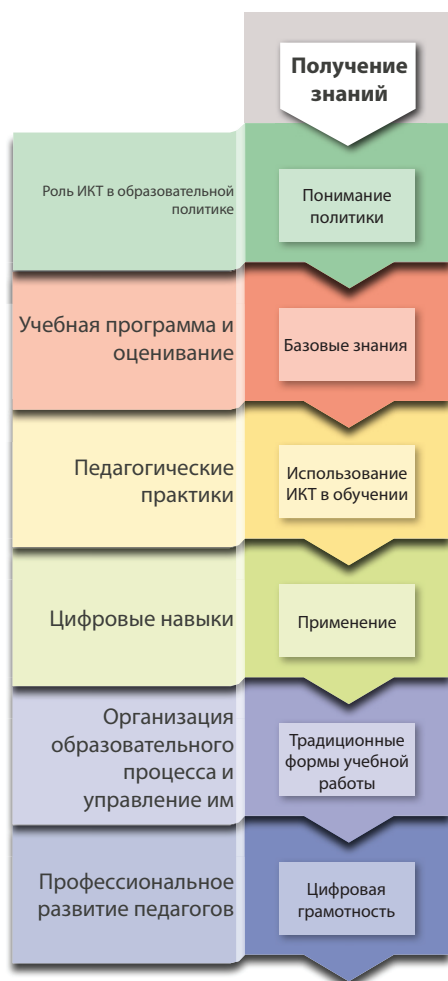 Получение
знаний
Роль ИКТ в образовательной
политике
Понимание
политики
Учебная программа и
оценивание
Базовые знания
Педагогические
практики
Использование
ИКТ в обучении
Цифровые навыки
Применение
Организация
образовательного
процесса и
управление им
Традиционные
формы учебной
работы
Профессиональное
развитие педагогов
Цифровая
грамотность